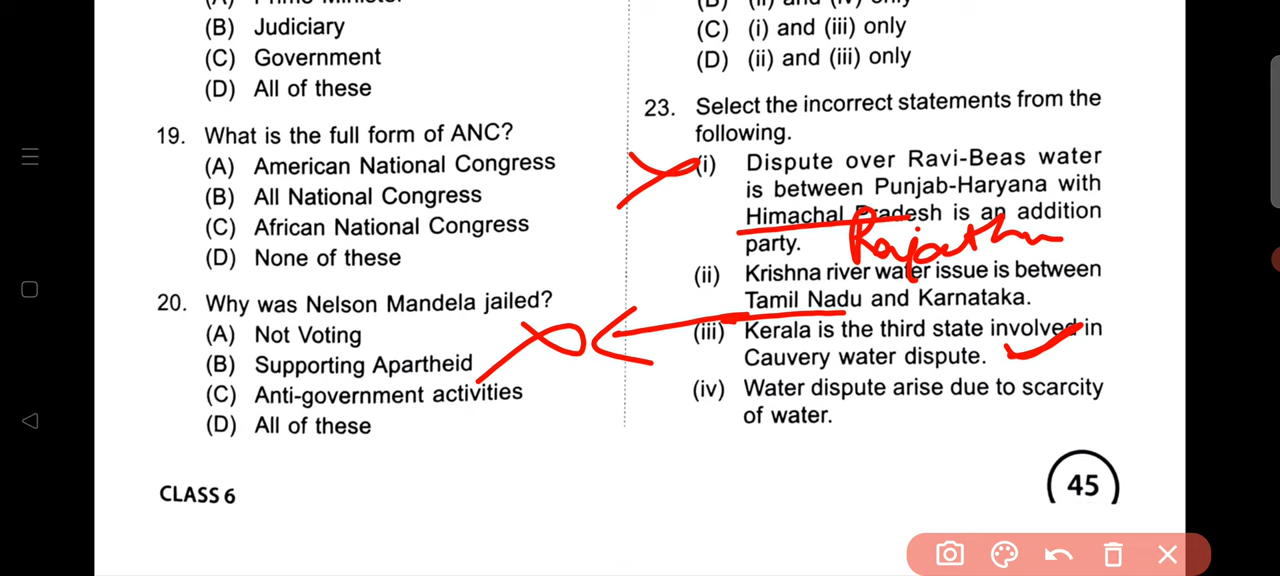 (B) Judiciary
(C) Government
(D) All of these
19. What is the full form of ANC?
(A) American National Congress
(B) All National Congress
(C) African National Congress
(D) None of these
20. Why was Nelson Mandela jailed?
(A) Not Voting
(B) Supporting Apartheid
(C) Anti-government activities
(D) All of these
CLASS 6
(C) (i) and (iii) only
(D) (ii) and (iii) only
23. Select the incorrect statements from the
following.
(i) Dispute over Ravi-Beas water
is between Punjab-Haryana with
Himachal Pradesh is an addition
party.
(ii) Krishna river water issue is between
Tamil Nadu and Karnataka.
(iii) Kerala is the third state involved in
Cauvery water dispute.
(iv) Water dispute arise due to scarcity
of water.
45